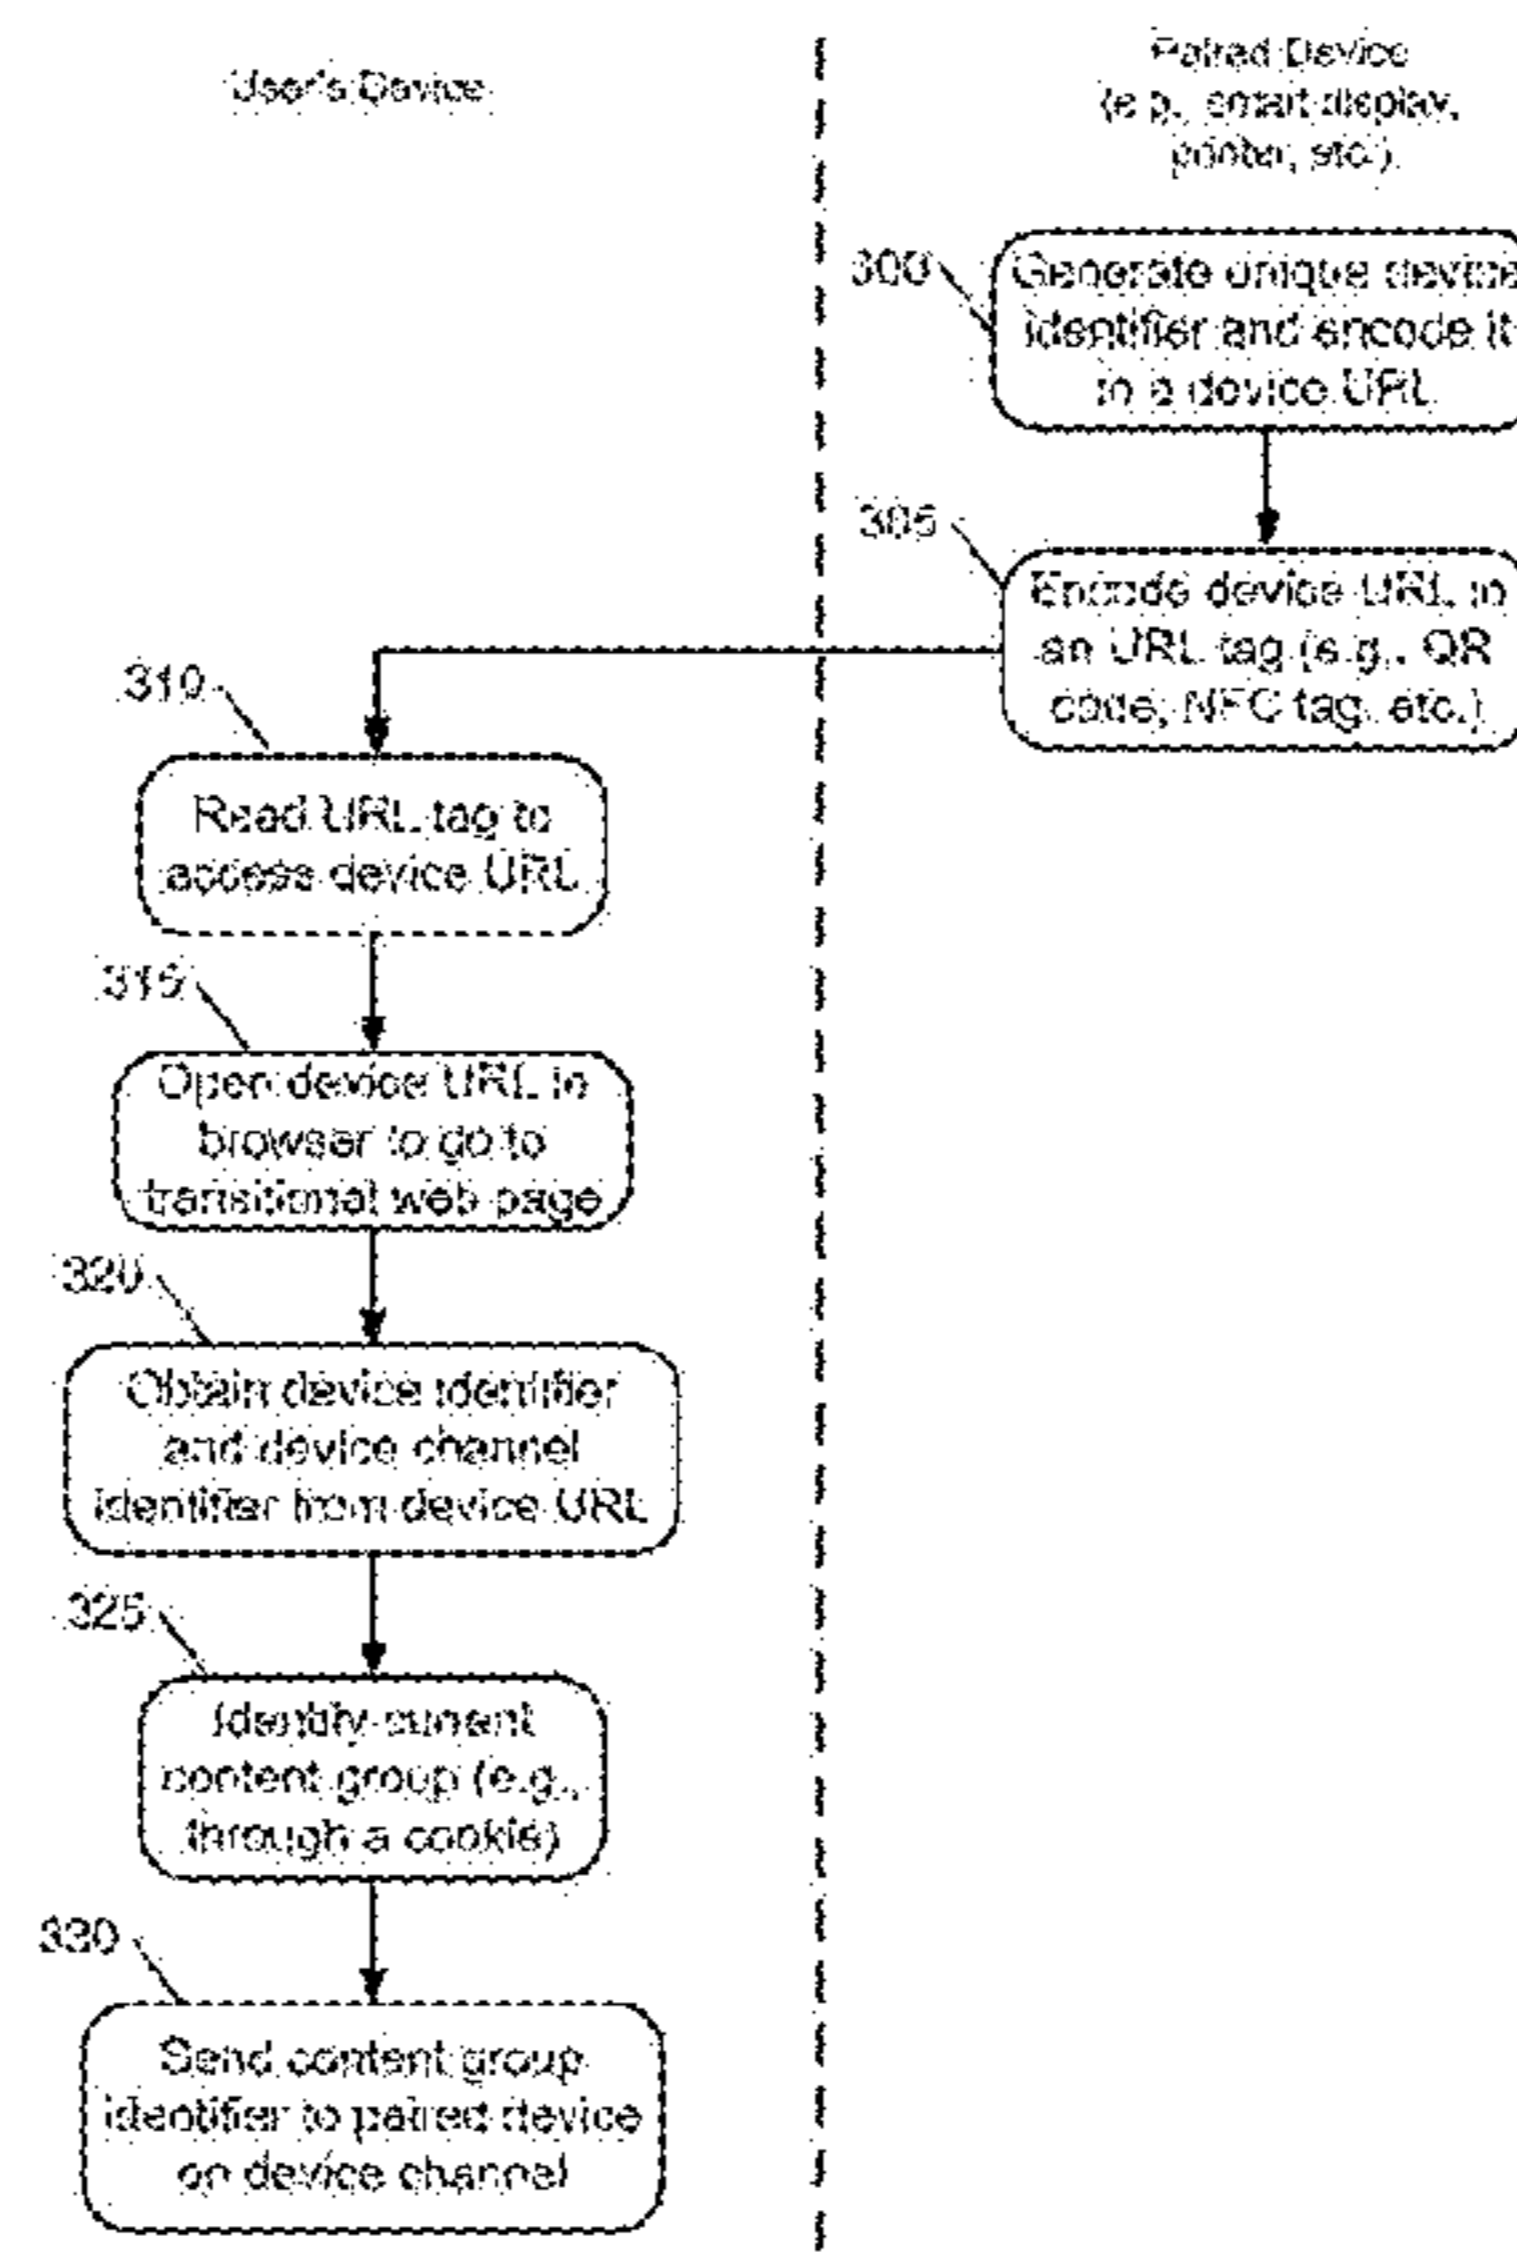 User's Device
Paired Device
(e.g., smart display,
printer, etc.)
300
Generate unique device
identifier and encode it
in a device URL
305
Encode device URL in
an URL tag (e.g., QR
code, NFC tag, etc.)
310
Read URL tag to
access device URL
315
Open device URL in
browser to go to
transitional web page
320
Obtain device identifier
and device channel
identifier from device URL
325
Identify current
content group (e.g.,
through a cookie)
330
Send content group
identifier to paired device
on device channel